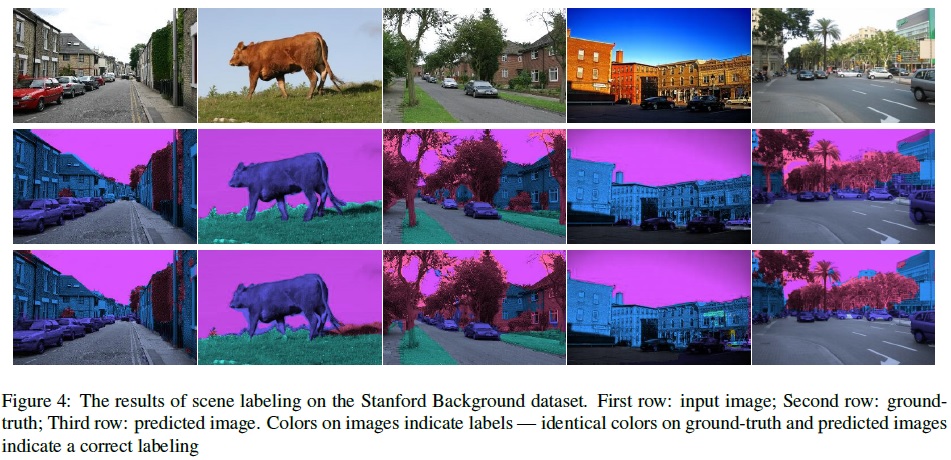 Figure 4: The results of scene labeling on the Stanford Background dataset. First row: input image; Second row: ground-
truth; Third row: predicted image. Colors on images indicate labels — identical colors on ground-truth and predicted images
indicate a correct labeling